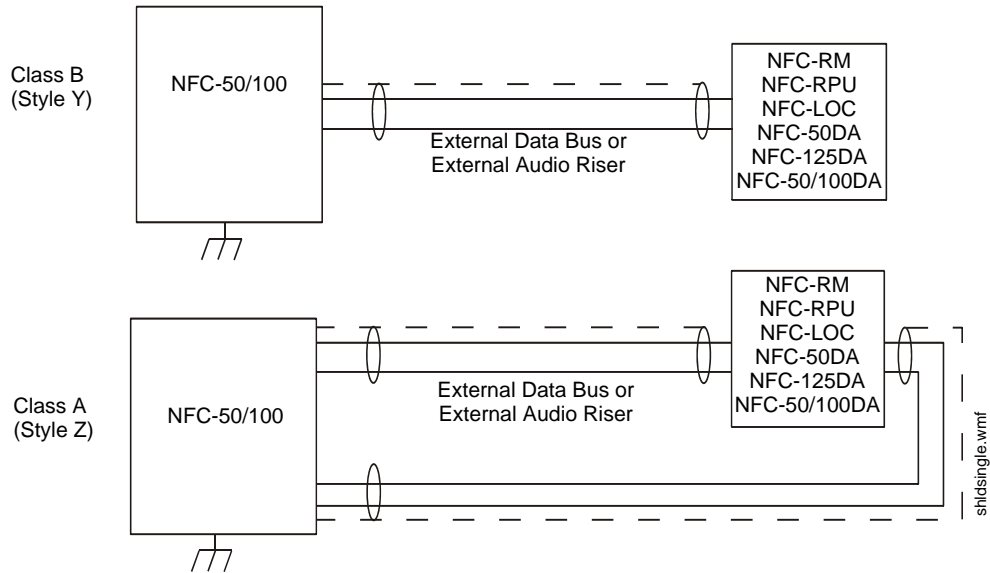 Class B
(Style Y)
NFC-50/100
External Data Bus or
External Audio Riser
NFC-RM
NFC-RPU
NFC-LOC
NFC-50DA
NFC-125DA
NFC-50/100DA
Class A
(Style Z)
NFC-50/100
External Data Bus or
External Audio Riser
NFC-RM
NFC-RPU
NFC-LOC
NFC-50DA
NFC-125DA
NFC-50/100DA
shldsingle.wmf